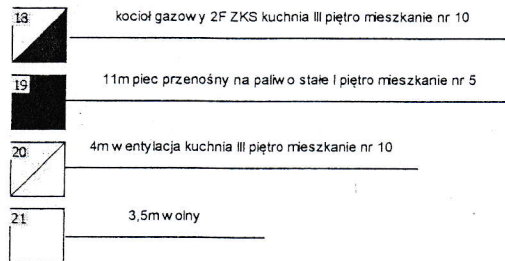 18 kocioł gazowy 2F ZKS kuchnia III piętro mieszkanie nr 10
19 11m piec przenośny na paliwo stałe I piętro mieszkanie nr 5
20 4m wentylacja kuchnia III piętro mieszkanie nr 10
21 3,5m wolny